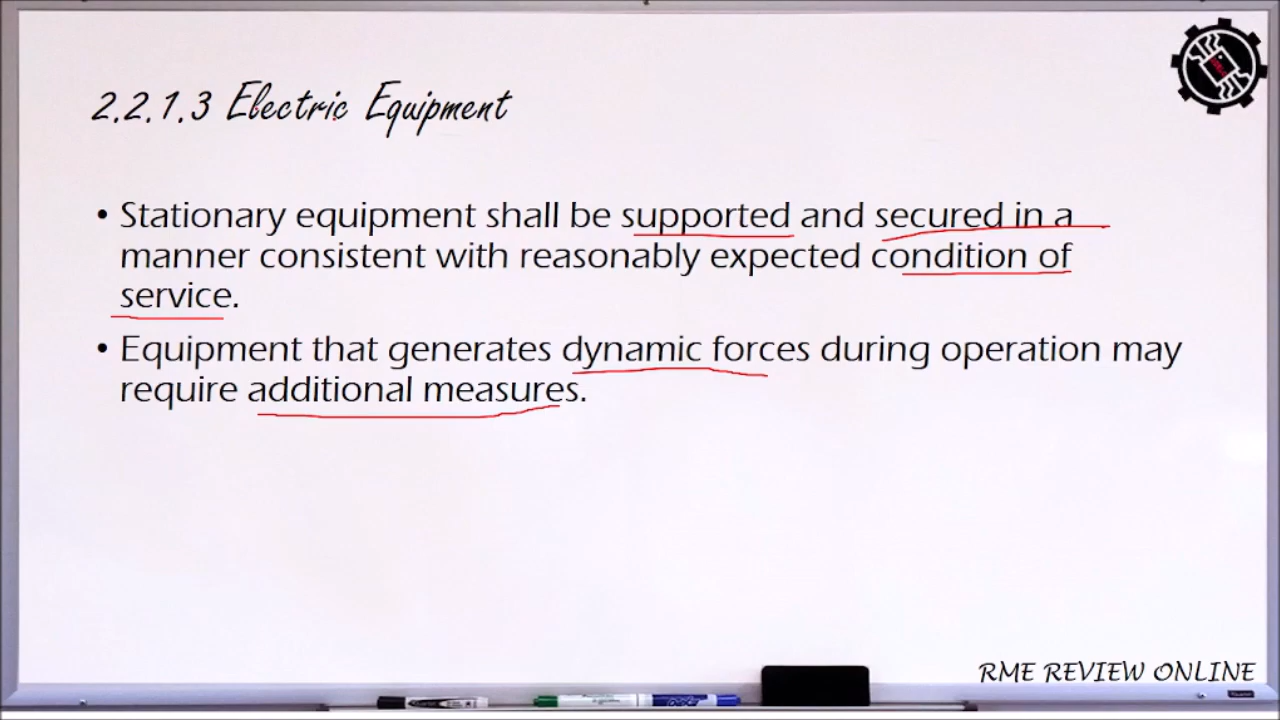 2.2.1.3 Electric Equipment
• Stationary equipment shall be supported and secured in a
manner consistent with reasonably expected condition of
service.
• Equipment that generates dynamic forces during operation may
require additional measures.
RME REVIEW ONLINE